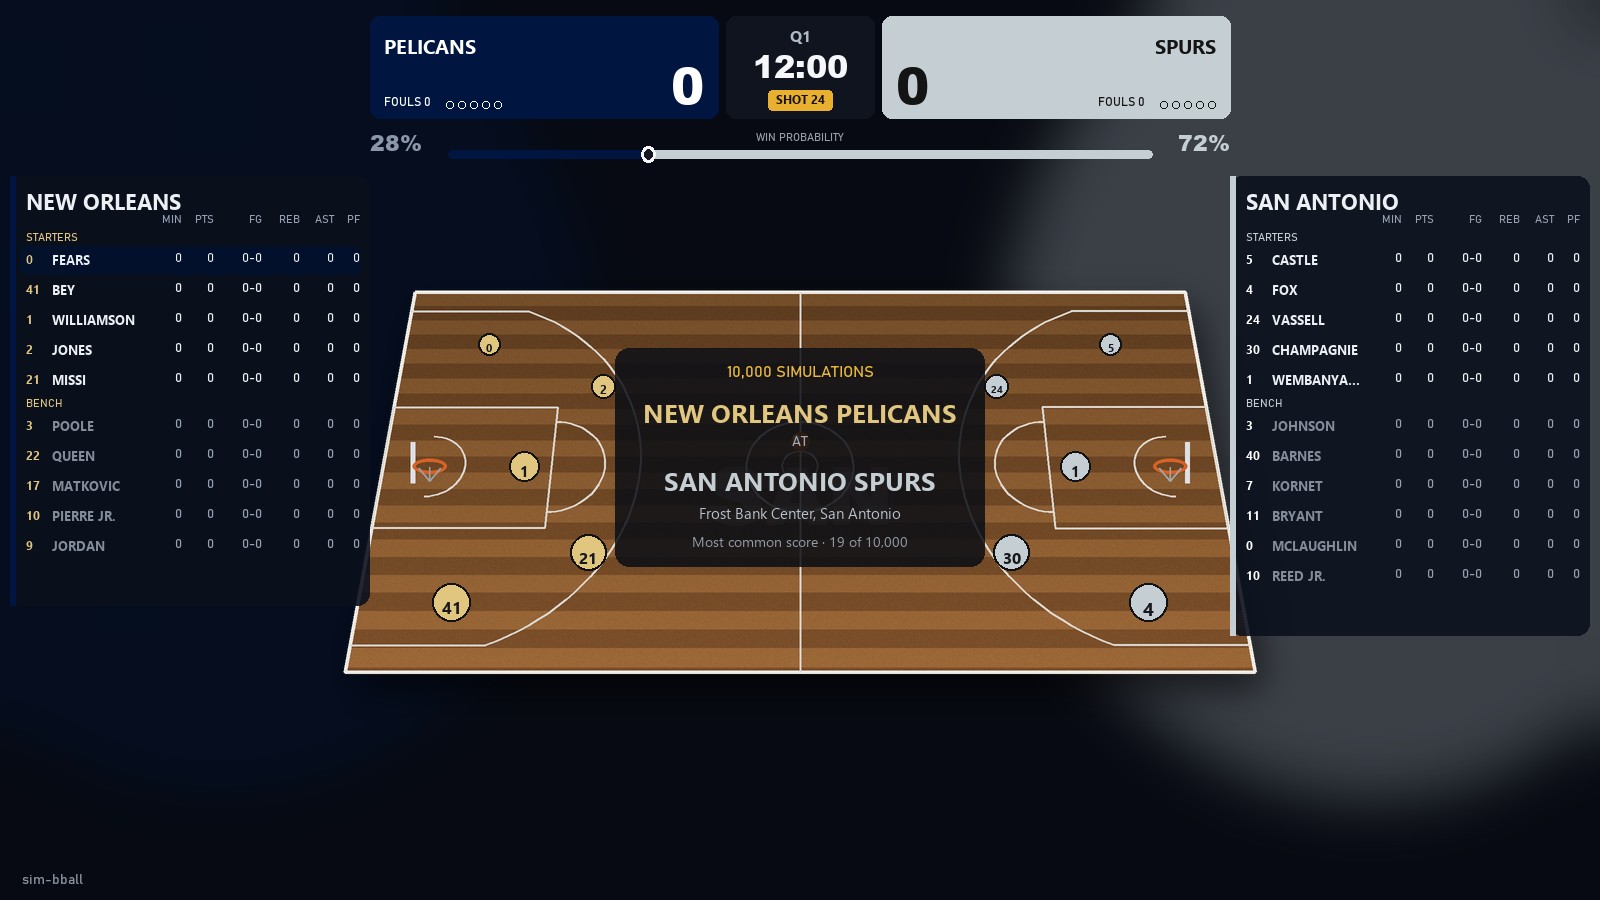 PELICANS
0
FOULS 0
Q1
12:00
SHOT 24
SPURS
0
FOULS 0
28%
WIN PROBABILITY
72%
NEW ORLEANS
MIN PTS FG REB AST PF
STARTERS
0 FEARS 0 0 0-0 0 0 0
41 BEY 0 0 0-0 0 0 0
1 WILLIAMSON 0 0 0-0 0 0 0
2 JONES 0 0 0-0 0 0 0
21 MISSI 0 0 0-0 0 0 0
BENCH
3 POOLE 0 0 0-0 0 0 0
22 QUEEN 0 0 0-0 0 0 0
17 MATKOVIC 0 0 0-0 0 0 0
10 PIERRE JR. 0 0 0-0 0 0 0
9 JORDAN 0 0 0-0 0 0 0
0
2
1
21
41
10,000 SIMULATIONS
NEW ORLEANS PELICANS
AT
SAN ANTONIO SPURS
Frost Bank Center, San Antonio
Most common score · 19 of 10,000
5
24
1
30
4
SAN ANTONIO
MIN PTS FG REB AST PF
STARTERS
5 CASTLE 0 0 0-0 0 0 0
4 FOX 0 0 0-0 0 0 0
24 VASSELL 0 0 0-0 0 0 0
30 CHAMPAGNIE 0 0 0-0 0 0 0
1 WEMBANYA... 0 0 0-0 0 0 0
BENCH
3 JOHNSON 0 0 0-0 0 0 0
40 BARNES 0 0 0-0 0 0 0
7 KORNET 0 0 0-0 0 0 0
11 BRYANT 0 0 0-0 0 0 0
0 MCLAUGHLIN 0 0 0-0 0 0 0
10 REED JR. 0 0 0-0 0 0 0
sim-bball